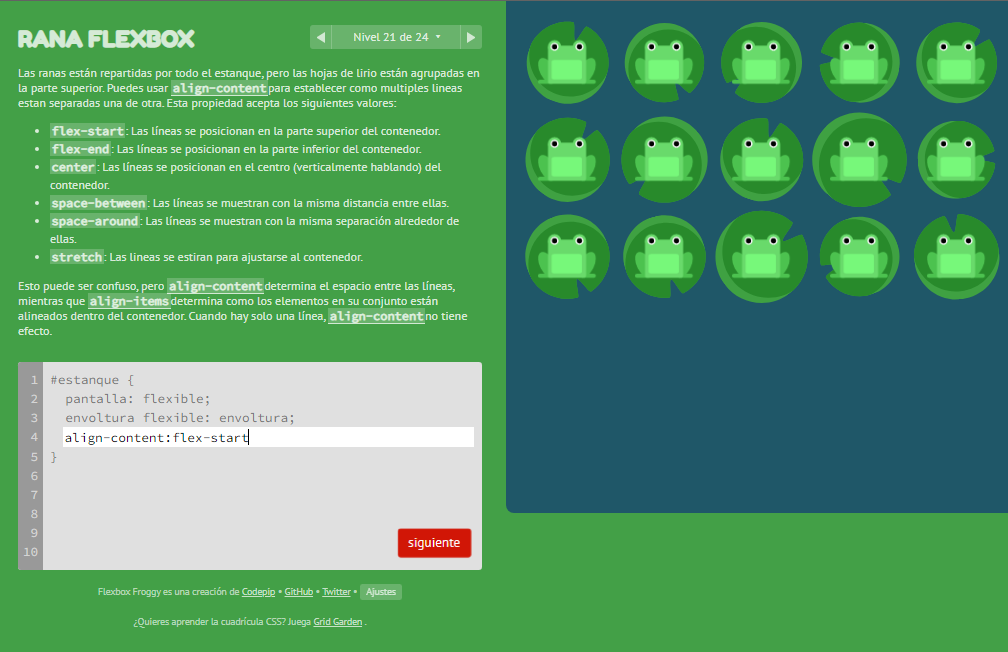 RANA FLEXBOX
Nivel 21 de 24
Las ranas están repartidas por todo el estanque, pero las hojas de lirio están agrupadas en
la parte superior. Puedes usar align-content para establecer como multiples lineas
estan separadas una de otra. Esta propiedad acepta los siguientes valores:
• flex-start: Las líneas se posicionan en la parte superior del contenedor.
• flex-end: Las líneas se posicionan en la parte inferior del contenedor.
• center: Las líneas se posicionan en el centro (verticalmente hablando) del
contenedor.
• space-between: Las líneas se muestran con la misma distancia entre ellas.
• space-around: Las líneas se muestran con la misma separación alrededor de
ellas.
• stretch: Las lineas se estiran para ajustarse al contenedor.
Esto puede ser confuso, pero align-content determina el espacio entre las líneas,
mientras que align-items determina como los elementos en su conjunto están
alineados dentro del contenedor. Cuando hay solo una línea, align-content no tiene
efecto.
1 #estanque {
2 pantalla: flexible;
3 envoltura flexible: envoltura;
4 align-content:flex-start
5 }
6
7
8
9
10
siguiente
Flexbox Froggy es una creación de Codepip • GitHub • Twitter • Ajustes
¿Quieres aprender la cuadrícula CSS? Juega Grid Garden .